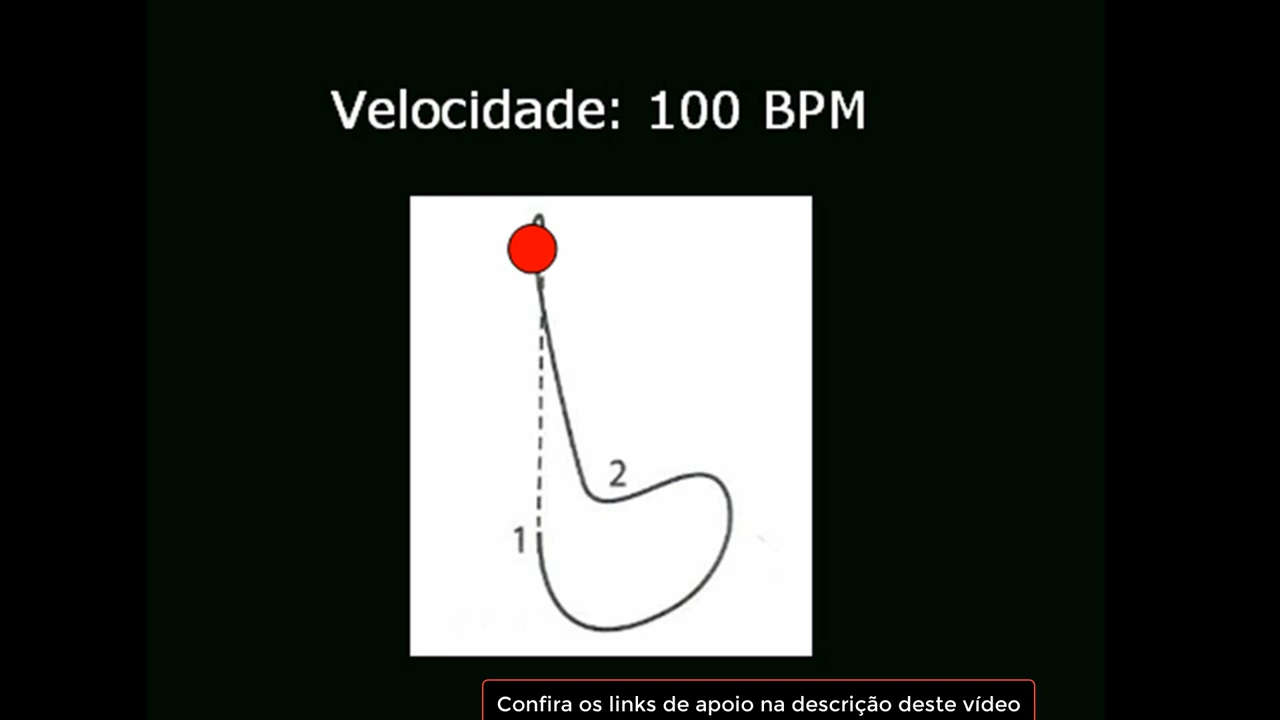 Velocidade: 100 BPM
2
1
Confira os links de apoio na descrição deste vídeo